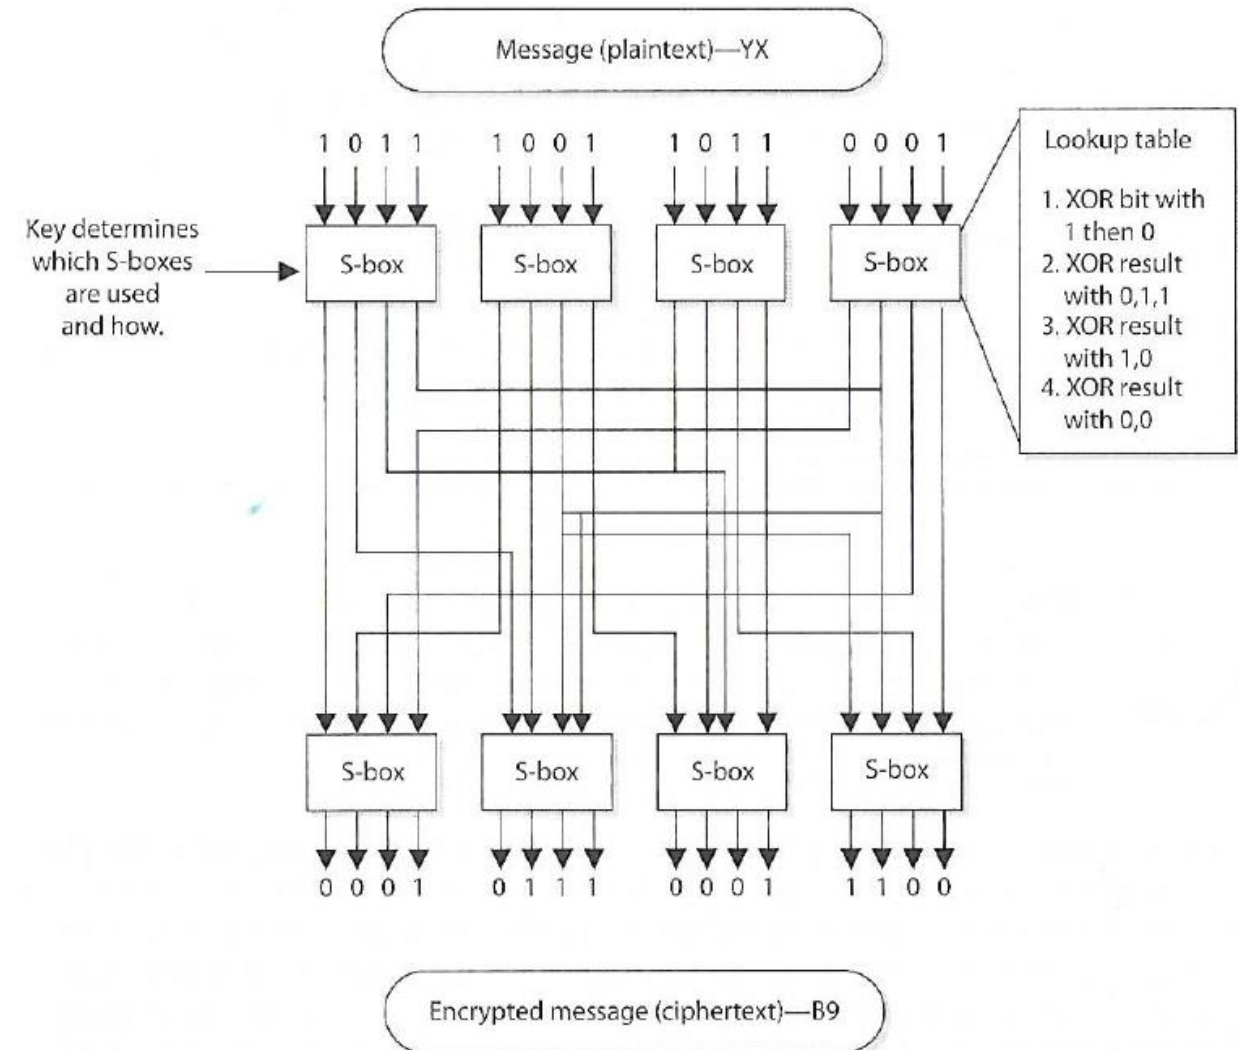 Message (plaintext)—YX
1 0 1 1 1 0 0 1 1 0 1 1 0 0 0 1
Key determines
which S-boxes
are used
and how.
S-box S-box S-box S-box
Lookup table
1. XOR bit with
1 then 0
2. XOR result
with 0,1,1
3. XOR result
with 1,0
4. XOR result
with 0,0
S-box S-box S-box S-box
0 0 0 1 0 1 1 1 0 0 0 1 1 1 0 0
Encrypted message (ciphertext)—B9